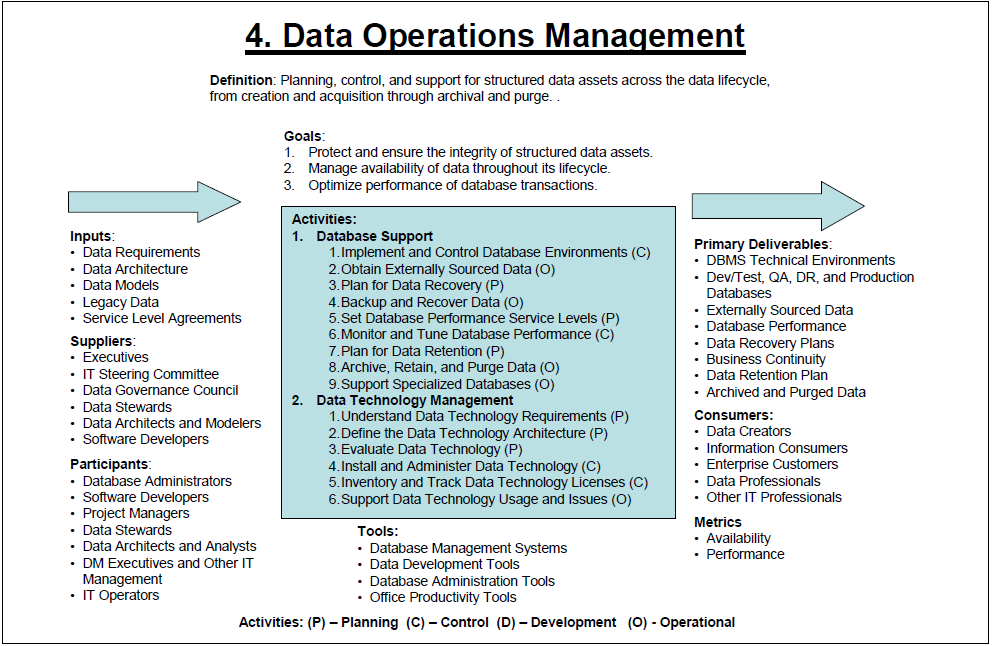 4. Data Operations Management
Definition: Planning, control, and support for structured data assets across the data lifecycle,
from creation and acquisition through archival and purge. .
Goals:
1. Protect and ensure the integrity of structured data assets.
2. Manage availability of data throughout its lifecycle.
3. Optimize performance of database transactions.
Inputs:
• Data Requirements
• Data Architecture
• Data Models
• Legacy Data
• Service Level Agreements
Suppliers:
• Executives
• IT Steering Committee
• Data Governance Council
• Data Stewards
• Data Architects and Modelers
• Software Developers
Participants:
• Database Administrators
• Software Developers
• Project Managers
• Data Stewards
• Data Architects and Analysts
• DM Executives and Other IT
Management
• IT Operators
Activities:
1. Database Support
1.Implement and Control Database Environments (C)
2.Obtain Externally Sourced Data (O)
3.Plan for Data Recovery (P)
4.Backup and Recover Data (O)
5.Set Database Performance Service Levels (P)
6.Monitor and Tune Database Performance (C)
7.Plan for Data Retention (P)
8.Archive, Retain, and Purge Data (O)
9.Support Specialized Databases (O)
2. Data Technology Management
1.Understand Data Technology Requirements (P)
2.Define the Data Technology Architecture (P)
3.Evaluate Data Technology (P)
4.Install and Administer Data Technology (C)
5.Inventory and Track Data Technology Licenses (C)
6.Support Data Technology Usage and Issues (O)
Tools:
• Database Management Systems
• Data Development Tools
• Database Administration Tools
• Office Productivity Tools
Primary Deliverables:
• DBMS Technical Environments
• Dev/Test, QA, DR, and Production
Databases
• Externally Sourced Data
• Database Performance
• Data Recovery Plans
• Business Continuity
• Data Retention Plan
• Archived and Purged Data
Consumers:
• Data Creators
• Information Consumers
• Enterprise Customers
• Data Professionals
• Other IT Professionals
Metrics
• Availability
• Performance
Activities: (P) – Planning (C) – Control (D) – Development (O) - Operational